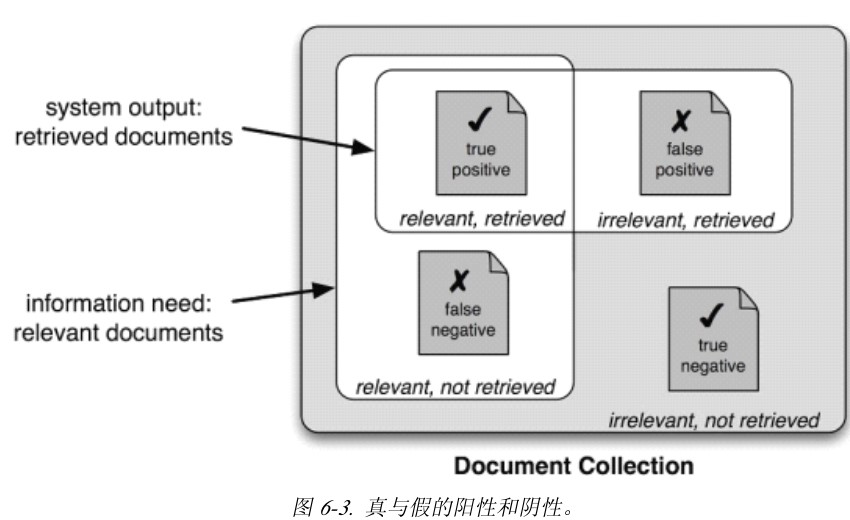 system output:
retrieved documents
✓
true
positive
✗
false
positive
relevant, retrieved
irrelevant, retrieved
information need:
relevant documents
✗
false
negative
✓
true
negative
relevant, not retrieved
irrelevant, not retrieved
Document Collection
图 6-3. 真与假的阳性和阴性。